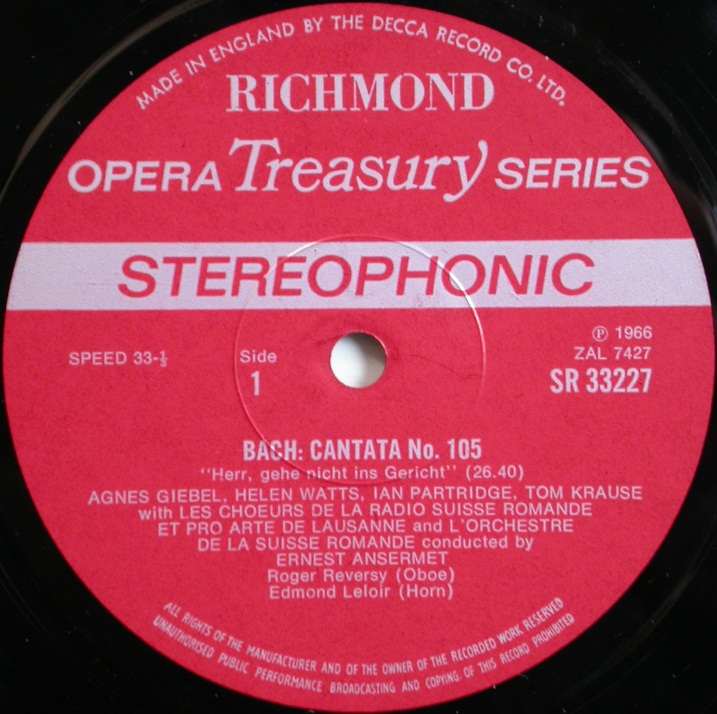 MADE IN ENGLAND BY THE DECCA RECORD CO. LTD.
RICHMOND
OPERA Treasury SERIES
STEREOPHONIC
SPEED 33-⅓
Side
1
℗ 1966
ZAL 7427
SR 33227
BACH: CANTATA No. 105
"Herr, gehe nicht ins Gericht" (26.40)
AGNES GIEBEL, HELEN WATTS, IAN PARTRIDGE, TOM KRAUSE
with LES CHOEURS DE LA RADIO SUISSE ROMANDE
ET PRO ARTE DE LAUSANNE and L'ORCHESTRE
DE LA SUISSE ROMANDE conducted by
ERNEST ANSERMET
Roger Reversy (Oboe)
Edmond Leloir (Horn)
ALL RIGHTS OF THE MANUFACTURER AND OF THE OWNER OF THE RECORDED WORK RESERVED
UNAUTHORISED PUBLIC PERFORMANCE BROADCASTING AND COPYING OF THIS RECORD PROHIBITED